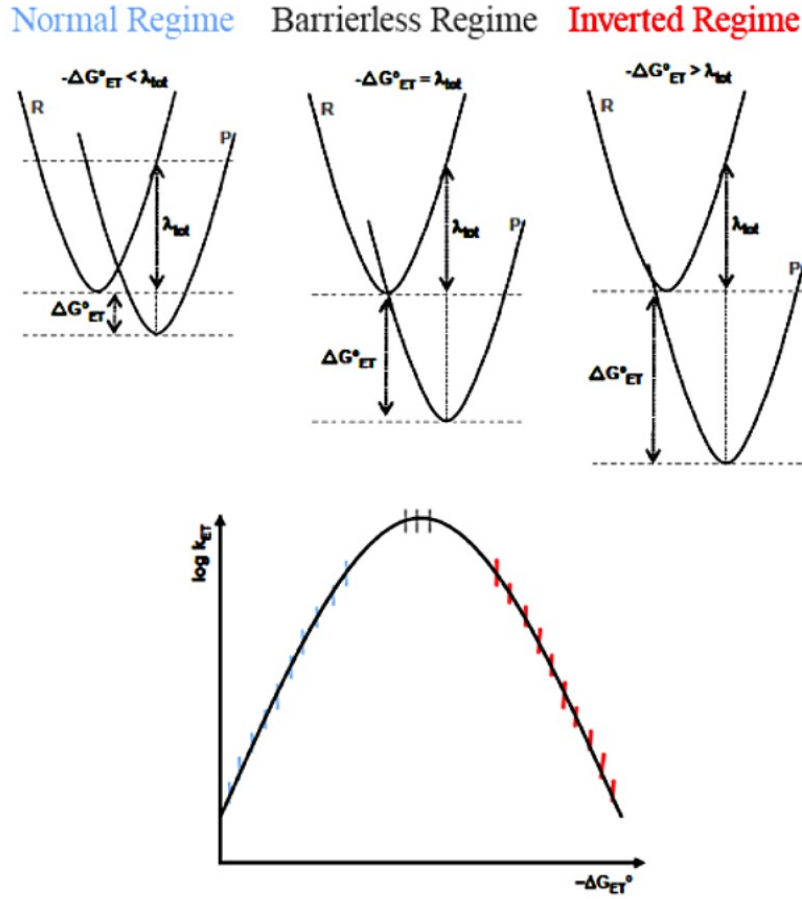 Normal Regime
Barrierless Regime
Inverted Regime
-ΔG°ET < λtot
R
P
λtot
ΔG°ET
-ΔG°ET = λtot
R
P
λtot
ΔG°ET
-ΔG°ET > λtot
R
P
λtot
ΔG°ET
log kET
-ΔGET°